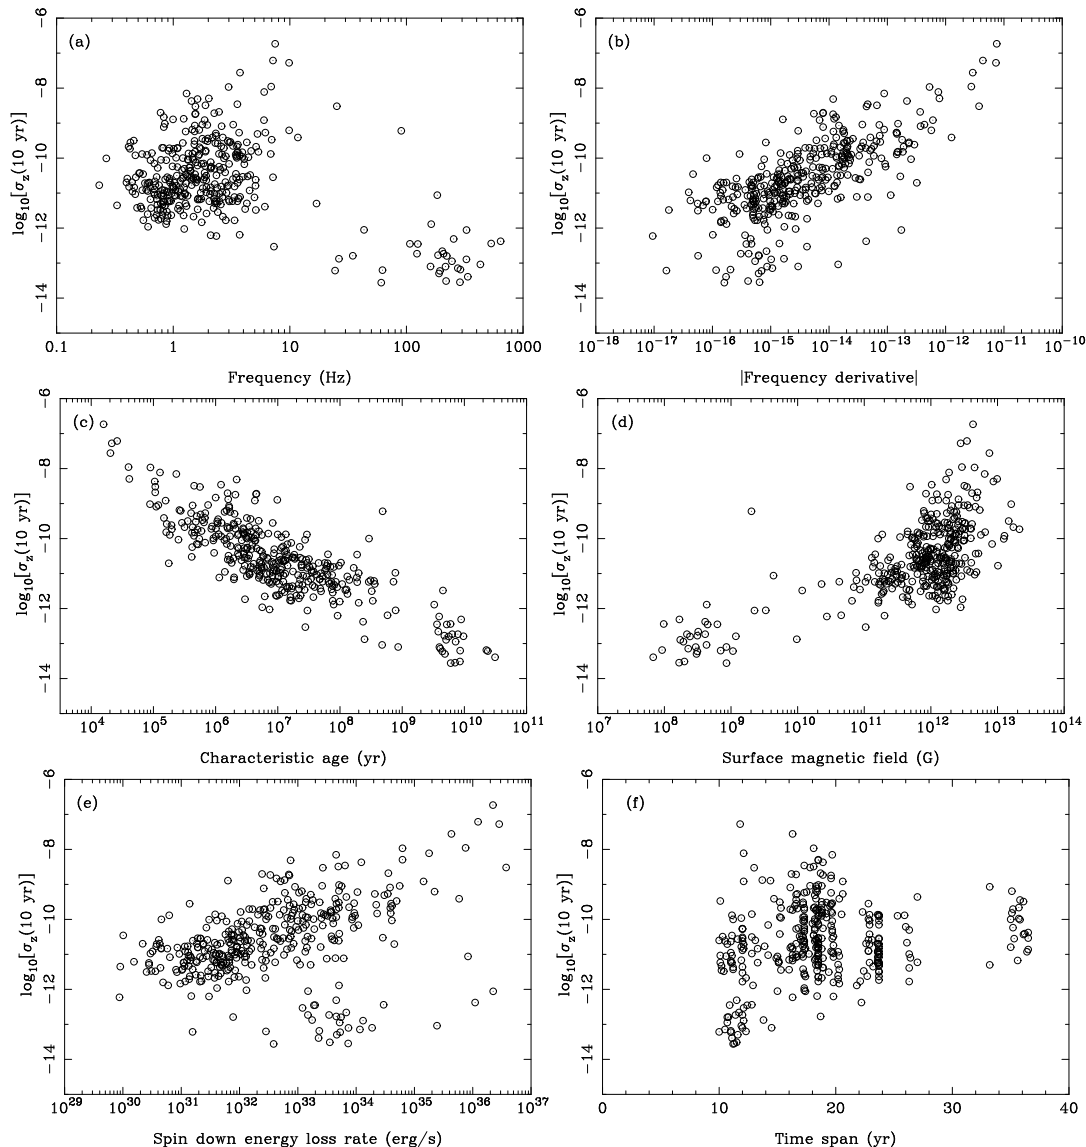 (a)
log10[σz(10 yr)]
−6
−8
−10
−12
−14
0.1 1 10 100 1000
Frequency (Hz)
(b)
log10[σz(10 yr)]
−6
−8
−10
−12
−14
10−18 10−17 10−16 10−15 10−14 10−13 10−12 10−11 10−10
|Frequency derivative|
(c)
log10[σz(10 yr)]
−6
−8
−10
−12
−14
104 105 106 107 108 109 1010 1011
Characteristic age (yr)
(d)
log10[σz(10 yr)]
−6
−8
−10
−12
−14
107 108 109 1010 1011 1012 1013 1014
Surface magnetic field (G)
(e)
log10[σz(10 yr)]
−6
−8
−10
−12
−14
1029 1030 1031 1032 1033 1034 1035 1036 1037
Spin down energy loss rate (erg/s)
(f)
log10[σz(10 yr)]
−6
−8
−10
−12
−14
0 10 20 30 40
Time span (yr)